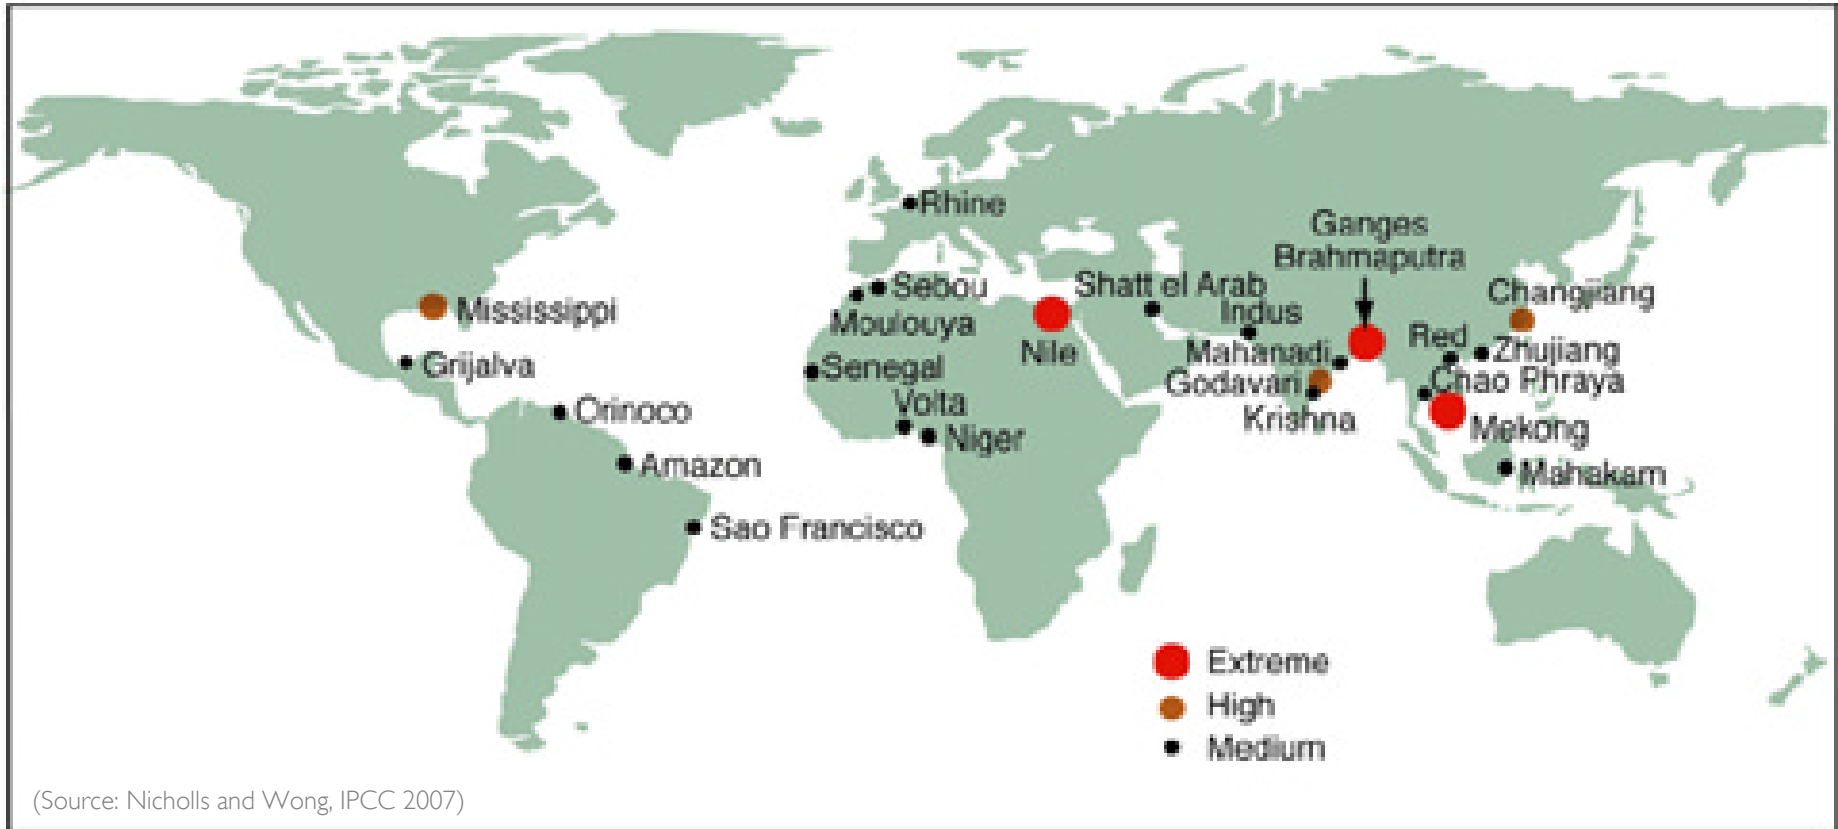 Rhine
Ganges
Brahmaputra
Sebou
Shatt el Arab
Changjiang
Mississippi
Moulouya
Indus
Nile
Red
Mahanadi
Zhujiang
Grijalva
Senegal
Godavari
Chao Phraya
Orinoco
Volta
Krishna
Niger
Mekong
Amazon
Mahakam
Sao Francisco
Extreme
High
Medium
(Source: Nicholls and Wong, IPCC 2007)